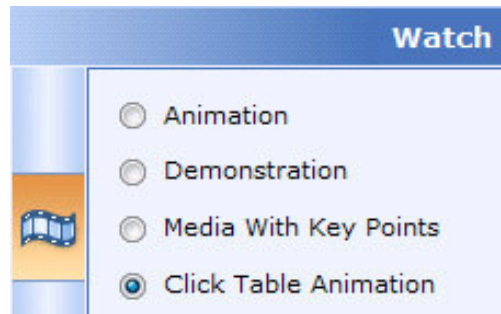 Watch
Animation
Demonstration
Media With Key Points
Click Table Animation